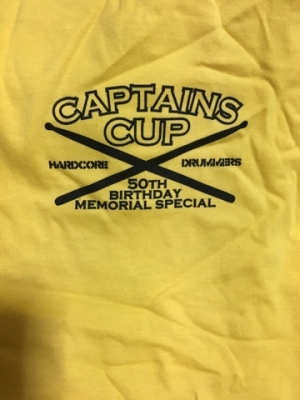 CAPTAINS
CUP
HARDCORE DRUMMERS
50TH
BIRTHDAY
MEMORIAL SPECIAL